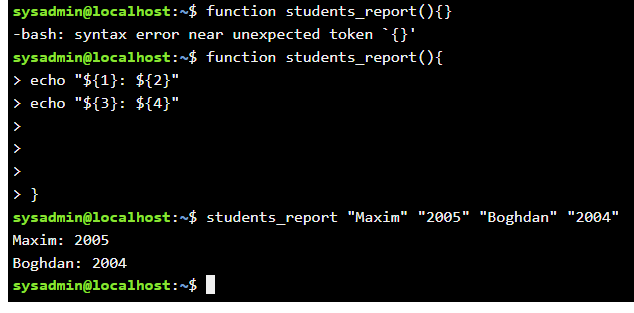 sysadmin@localhost:~$ function students_report(){}
-bash: syntax error near unexpected token `{}'
sysadmin@localhost:~$ function students_report(){
> echo "${1}: ${2}"
> echo "${3}: ${4}"
>
>
>
> }
sysadmin@localhost:~$ students_report "Maxim" "2005" "Boghdan" "2004"
Maxim: 2005
Boghdan: 2004
sysadmin@localhost:~$